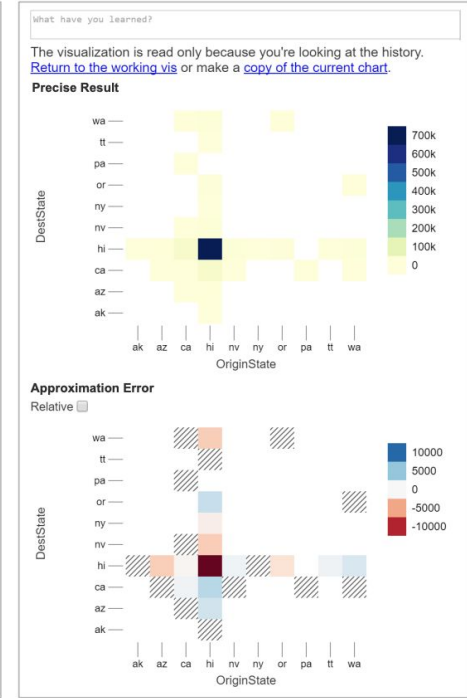 What have you learned?
The visualization is read only because you're looking at the history.
Return to the working vis or make a copy of the current chart.
Precise Result
DestState
wa
tt
pa
or
ny
nv
hi
ca
az
ak
ak az ca hi nv ny or pa tt wa
OriginState
700k
600k
500k
400k
300k
200k
100k
0
Approximation Error
Relative
DestState
wa
tt
pa
or
ny
nv
hi
ca
az
ak
ak az ca hi nv ny or pa tt wa
OriginState
10000
5000
0
-5000
-10000